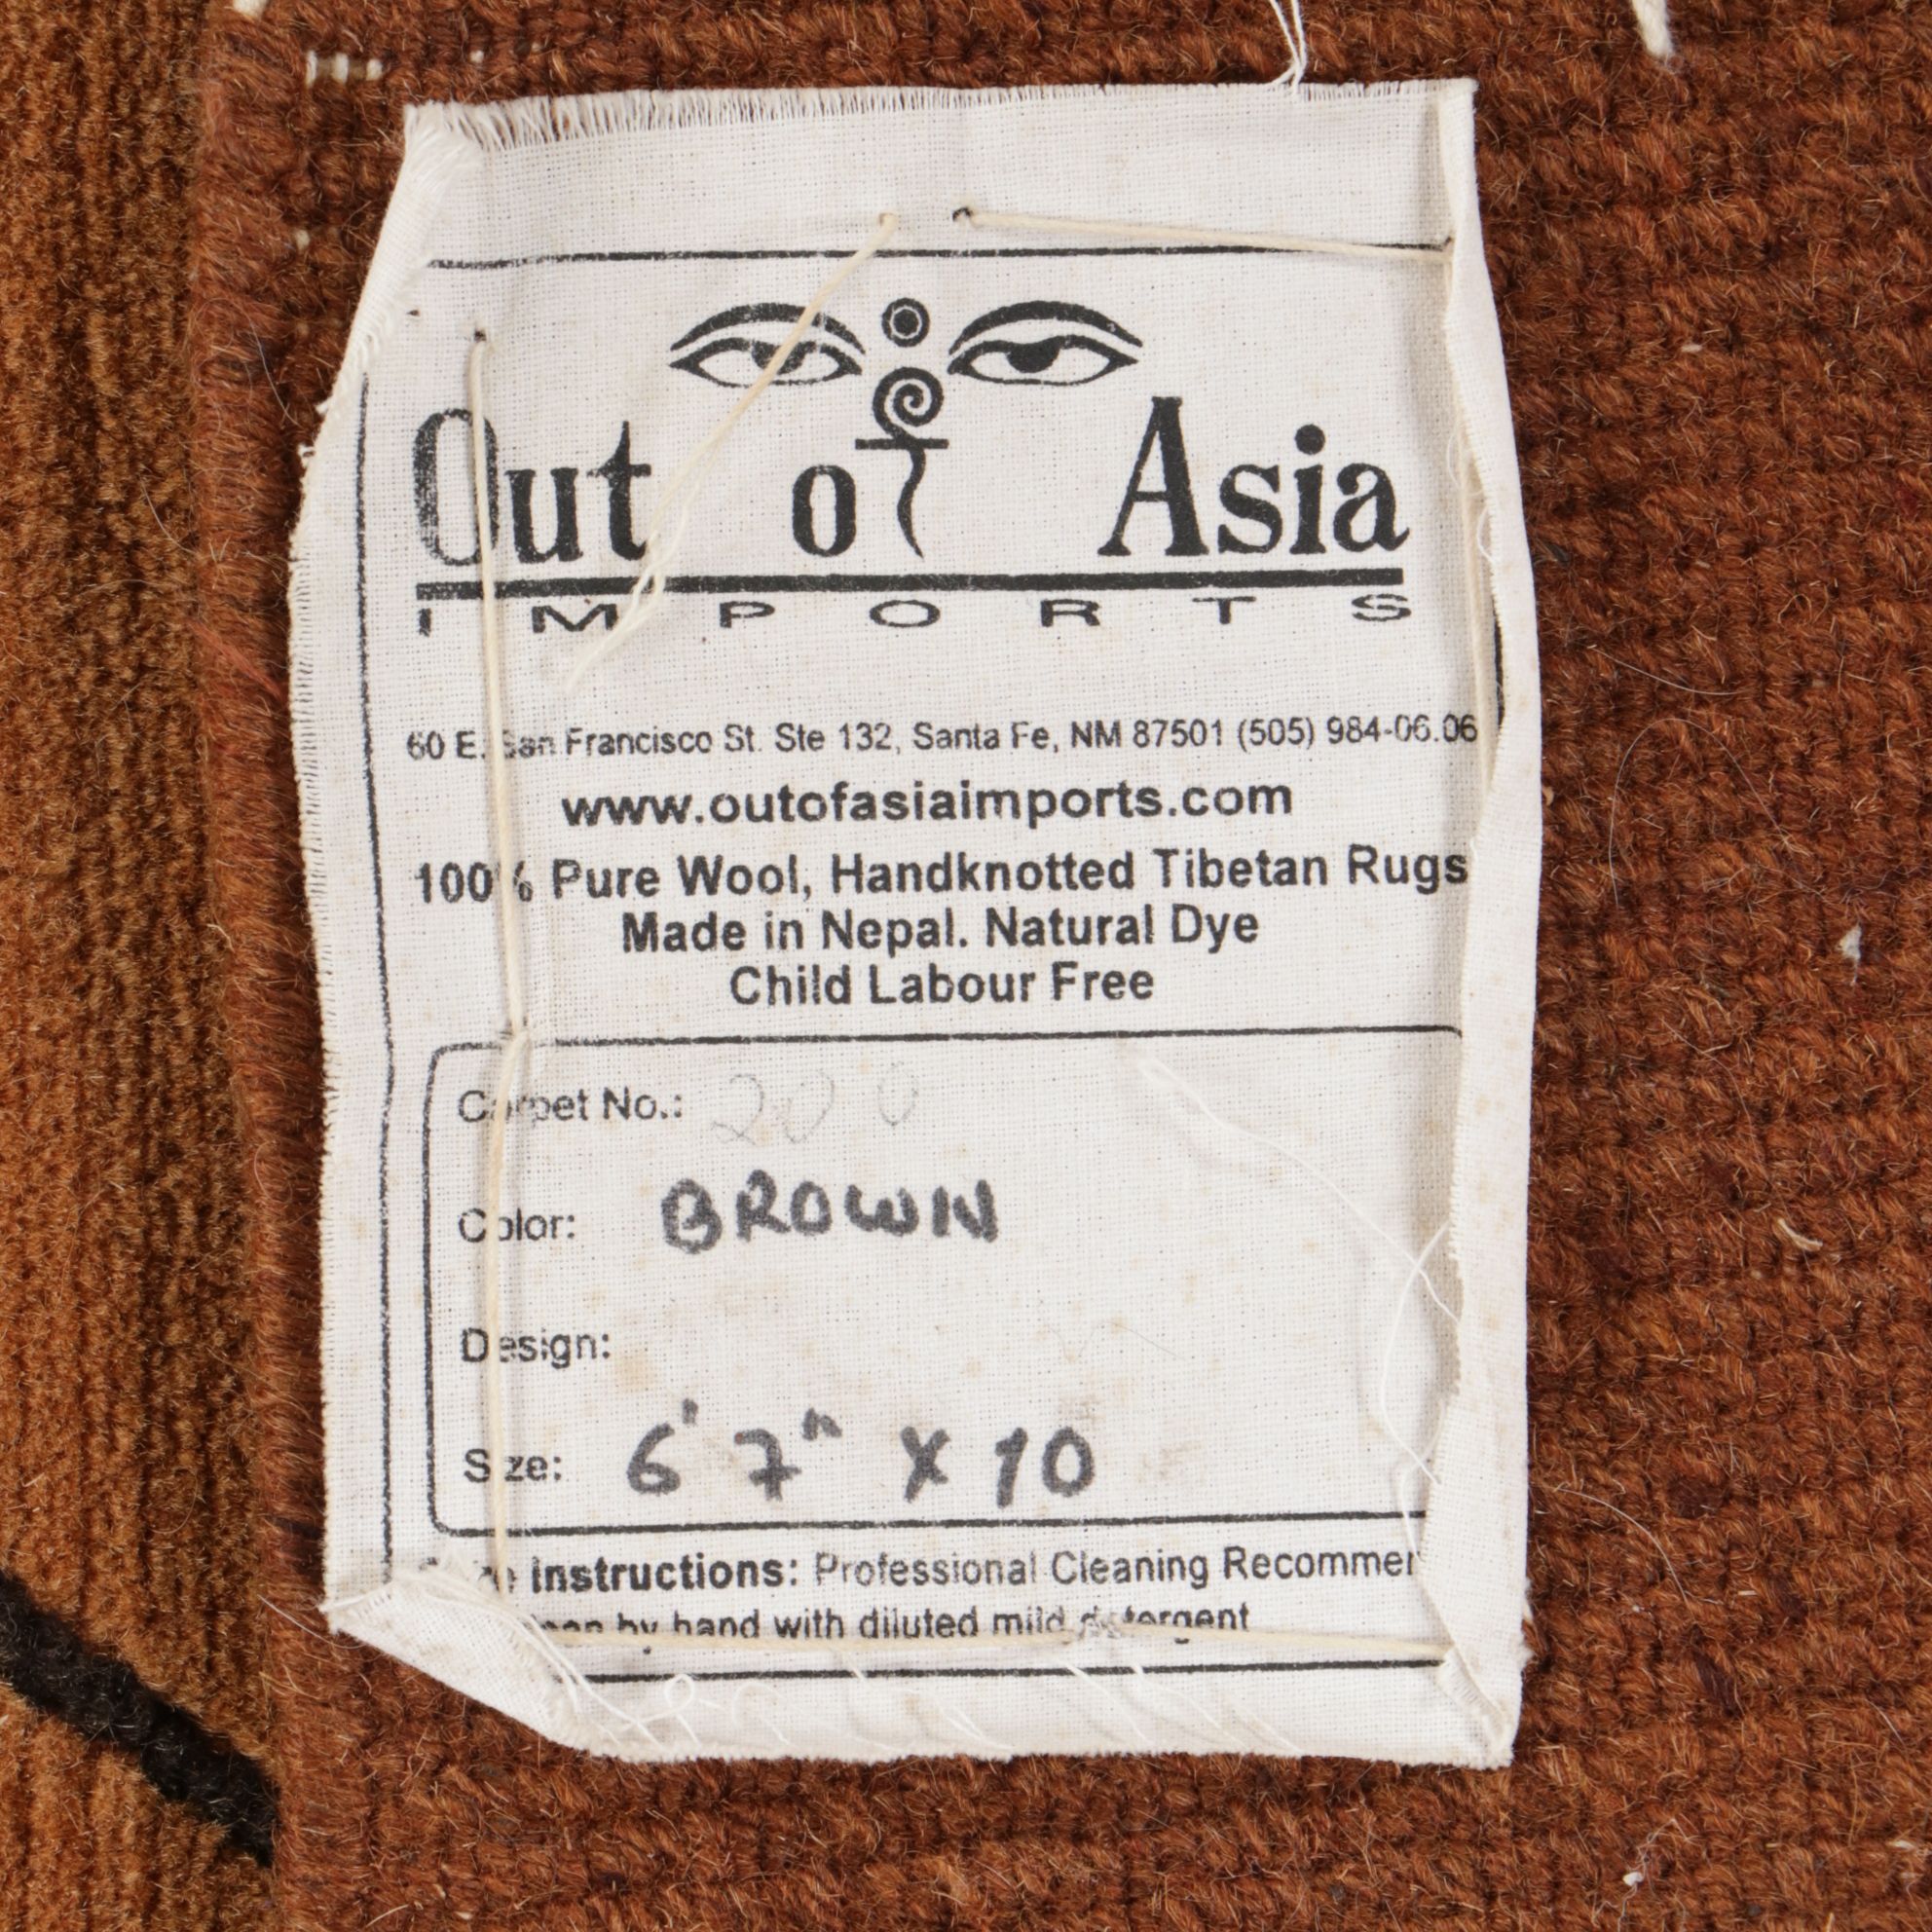 Out of Asia
IMPORTS
60 E. San Francisco St. Ste 132, Santa Fe, NM 87501 (505) 984-06.06
www.outofasiaimports.com
100% Pure Wool, Handknotted Tibetan Rugs
Made in Nepal. Natural Dye
Child Labour Free
Carpet No.:
Color: BROWN
Design:
Size: 6'7" X 10
Instructions: Professional Cleaning Recommen
by hand with diluted mild detergent